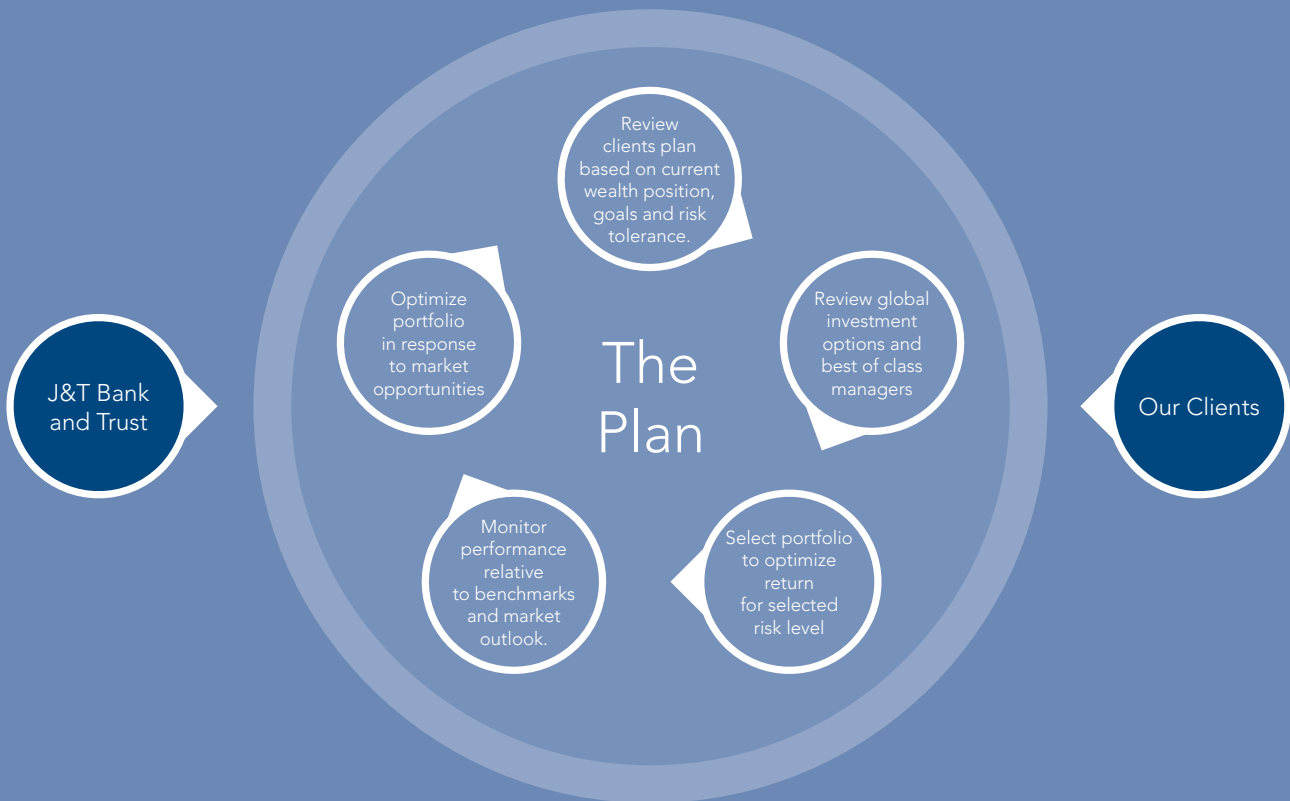 Review
clients plan
based on current
wealth position,
goals and risk
tolerance.
Review global
investment
options and
best of class
managers
Select portfolio
to optimize
return
for selected
risk level
Monitor
performance
relative
to benchmarks
and market
outlook.
Optimize
portfolio
in response
to market
opportunities
The
Plan
J&T Bank
and Trust
Our Clients